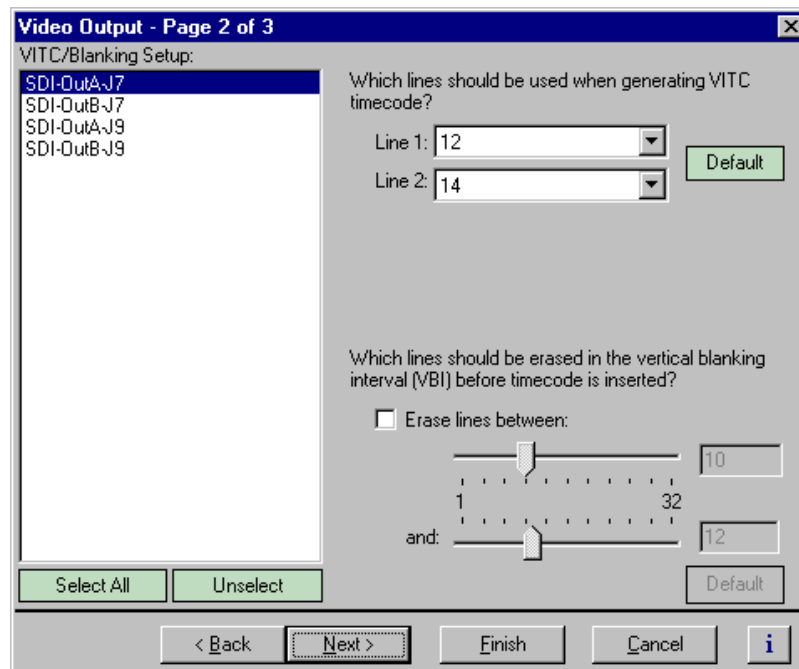 Video Output - Page 2 of 3
VITC/Blanking Setup:
SDI-OutA-J7
SDI-OutB-J7
SDI-OutA-J9
SDI-OutB-J9
Select All
Unselect
Which lines should be used when generating VITC
timecode?
Line 1: 12
Line 2: 14
Default
Which lines should be erased in the vertical blanking
interval (VBI) before timecode is inserted?
Erase lines between:
10
1 32
and: 12
Default
< Back
Next >
Finish
Cancel
i